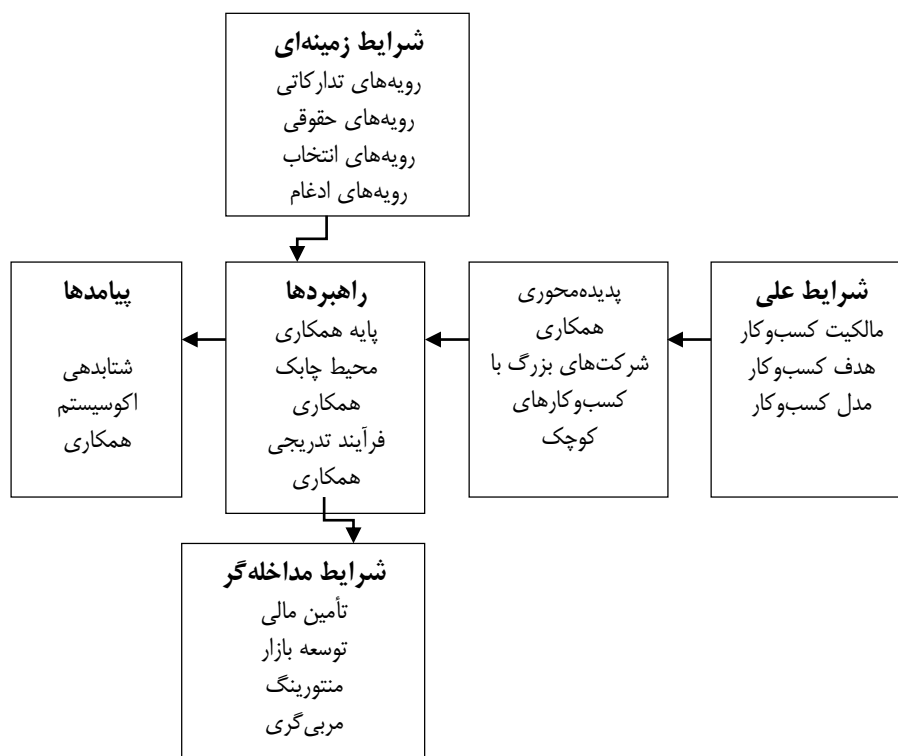 شرایط زمینه‌ای
رویه‌های تدارکاتی
رویه‌های حقوقی
رویه‌های انتخاب
رویه‌های ادغام
شرایط علی
مالکیت کسب‌وکار
هدف کسب‌وکار
مدل کسب‌وکار
پدیده‌محوری
همکاری
شرکت‌های بزرگ با
کسب‌وکارهای
کوچک
راهبردها
پایه همکاری
محیط چابک
همکاری
فرآیند تدریجی
همکاری
پیامدها
شتابدهی
اکوسیستم
همکاری
شرایط مداخله‌گر
تأمین مالی
توسعه بازار
منتورینگ
مربی‌گری